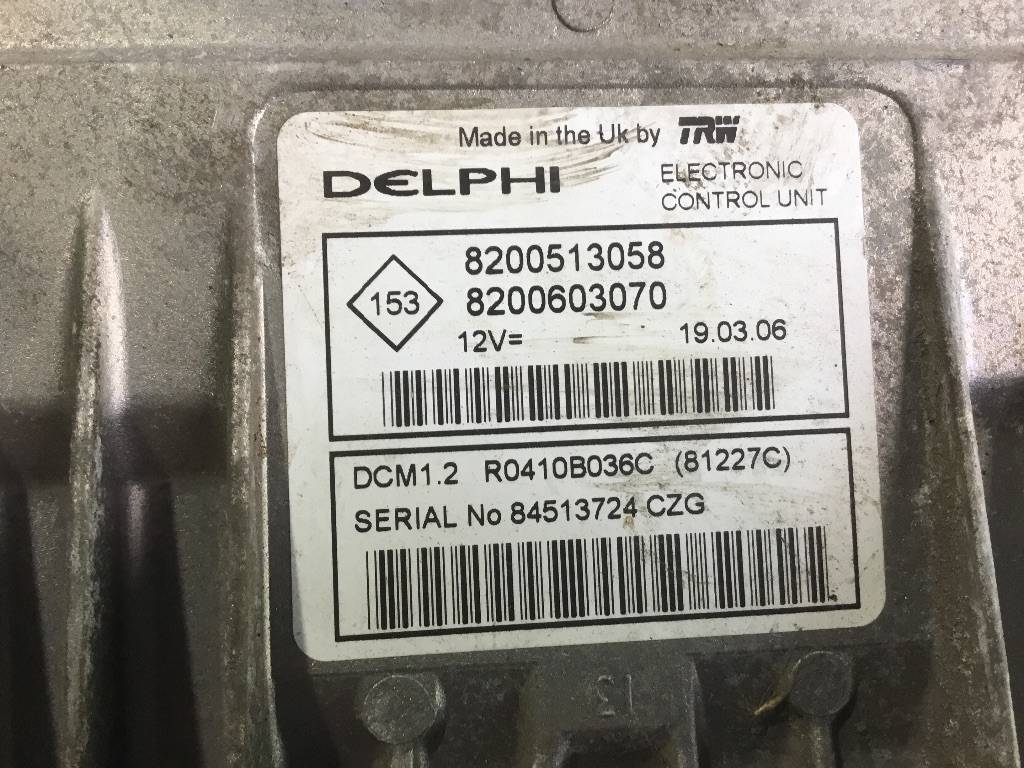 Made in the Uk by TRW
DELPHI
ELECTRONIC
CONTROL UNIT
153
8200513058
8200603070
12V=
19.03.06
DCM1.2 R0410B036C (81227C)
SERIAL No 84513724 CZG
13